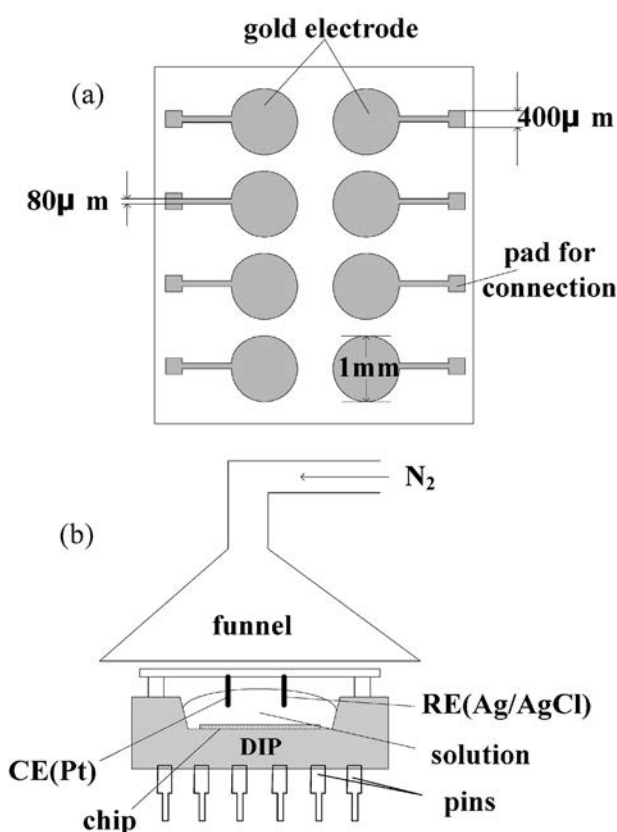 gold electrode
(a)
400μ m
80μ m
pad for
connection
1mm
N₂
(b)
funnel
RE(Ag/AgCl)
DIP
solution
CE(Pt)
chip
pins